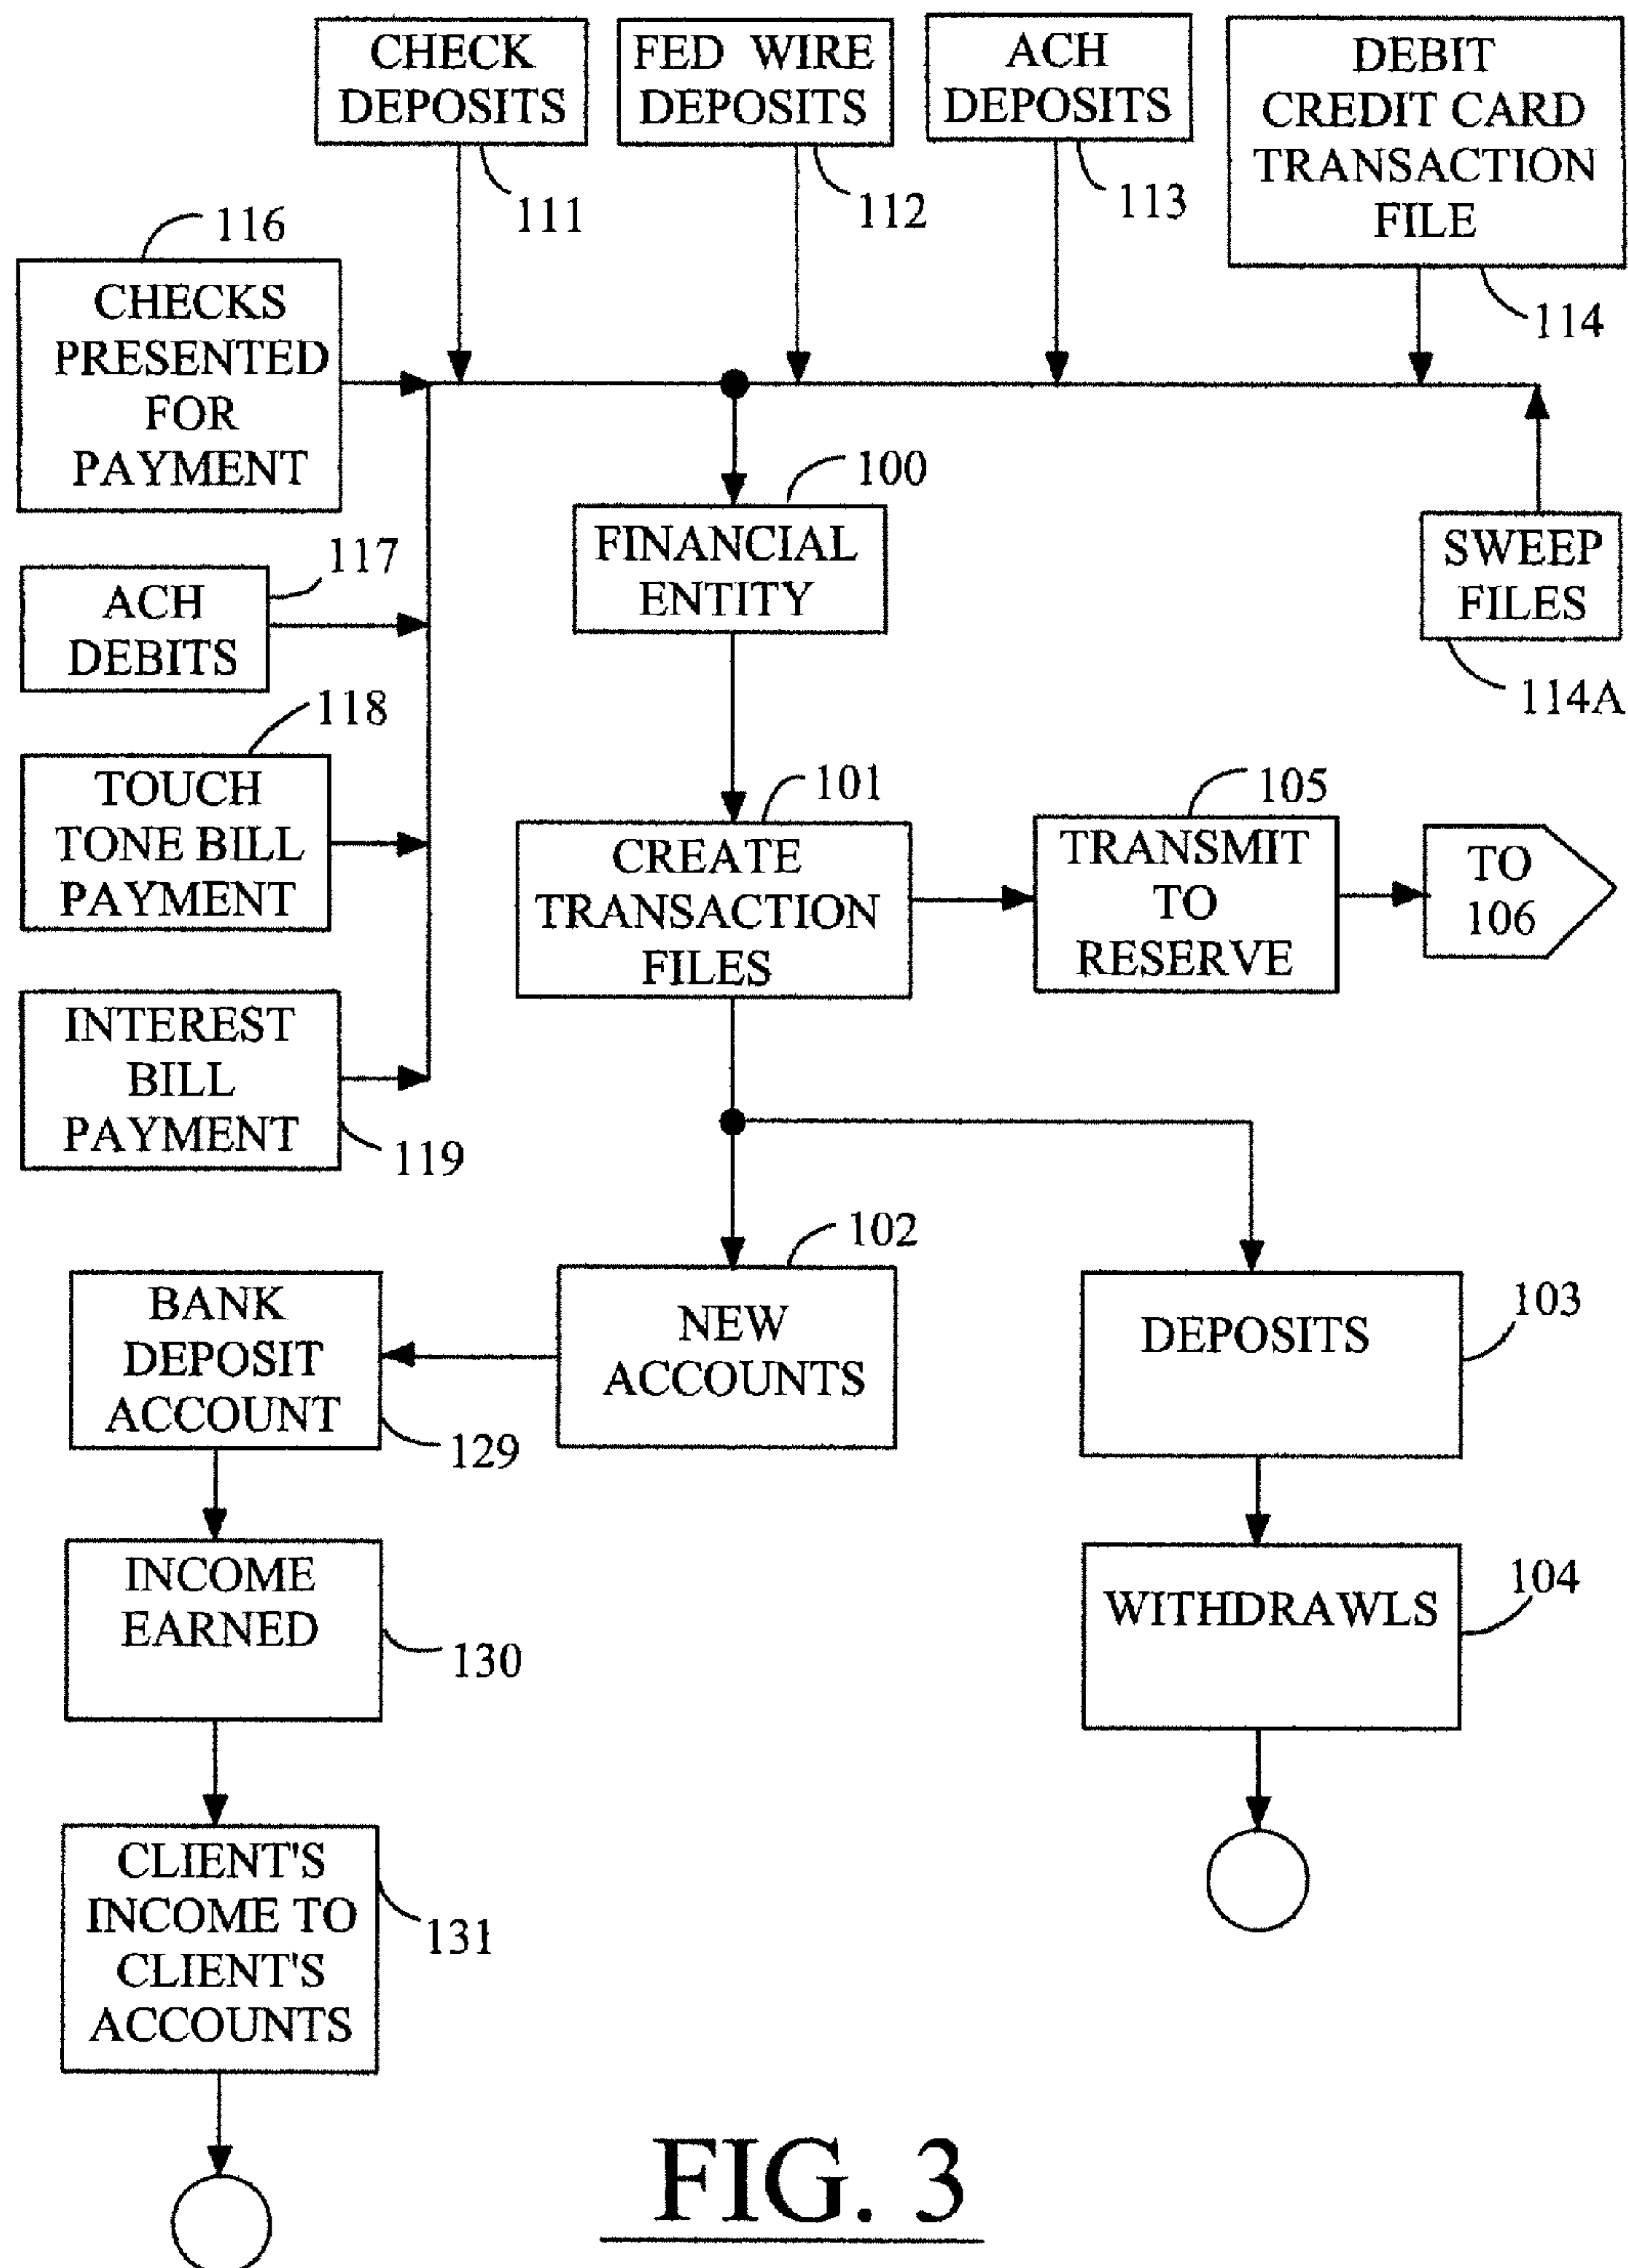 CHECK
DEPOSITS
111
FED WIRE
DEPOSITS
112
ACH
DEPOSITS
113
DEBIT
CREDIT CARD
TRANSACTION
FILE
114
116
CHECKS
PRESENTED
FOR
PAYMENT
100
FINANCIAL
ENTITY
SWEEP
FILES
114A
117
ACH
DEBITS
118
TOUCH
TONE BILL
PAYMENT
101
CREATE
TRANSACTION
FILES
105
TRANSMIT
TO
RESERVE
TO
106
INTEREST
BILL
PAYMENT
119
102
NEW
ACCOUNTS
BANK
DEPOSIT
ACCOUNT
129
DEPOSITS
103
INCOME
EARNED
130
WITHDRAWLS
104
CLIENT'S
INCOME TO
CLIENT'S
ACCOUNTS
131
FIG. 3